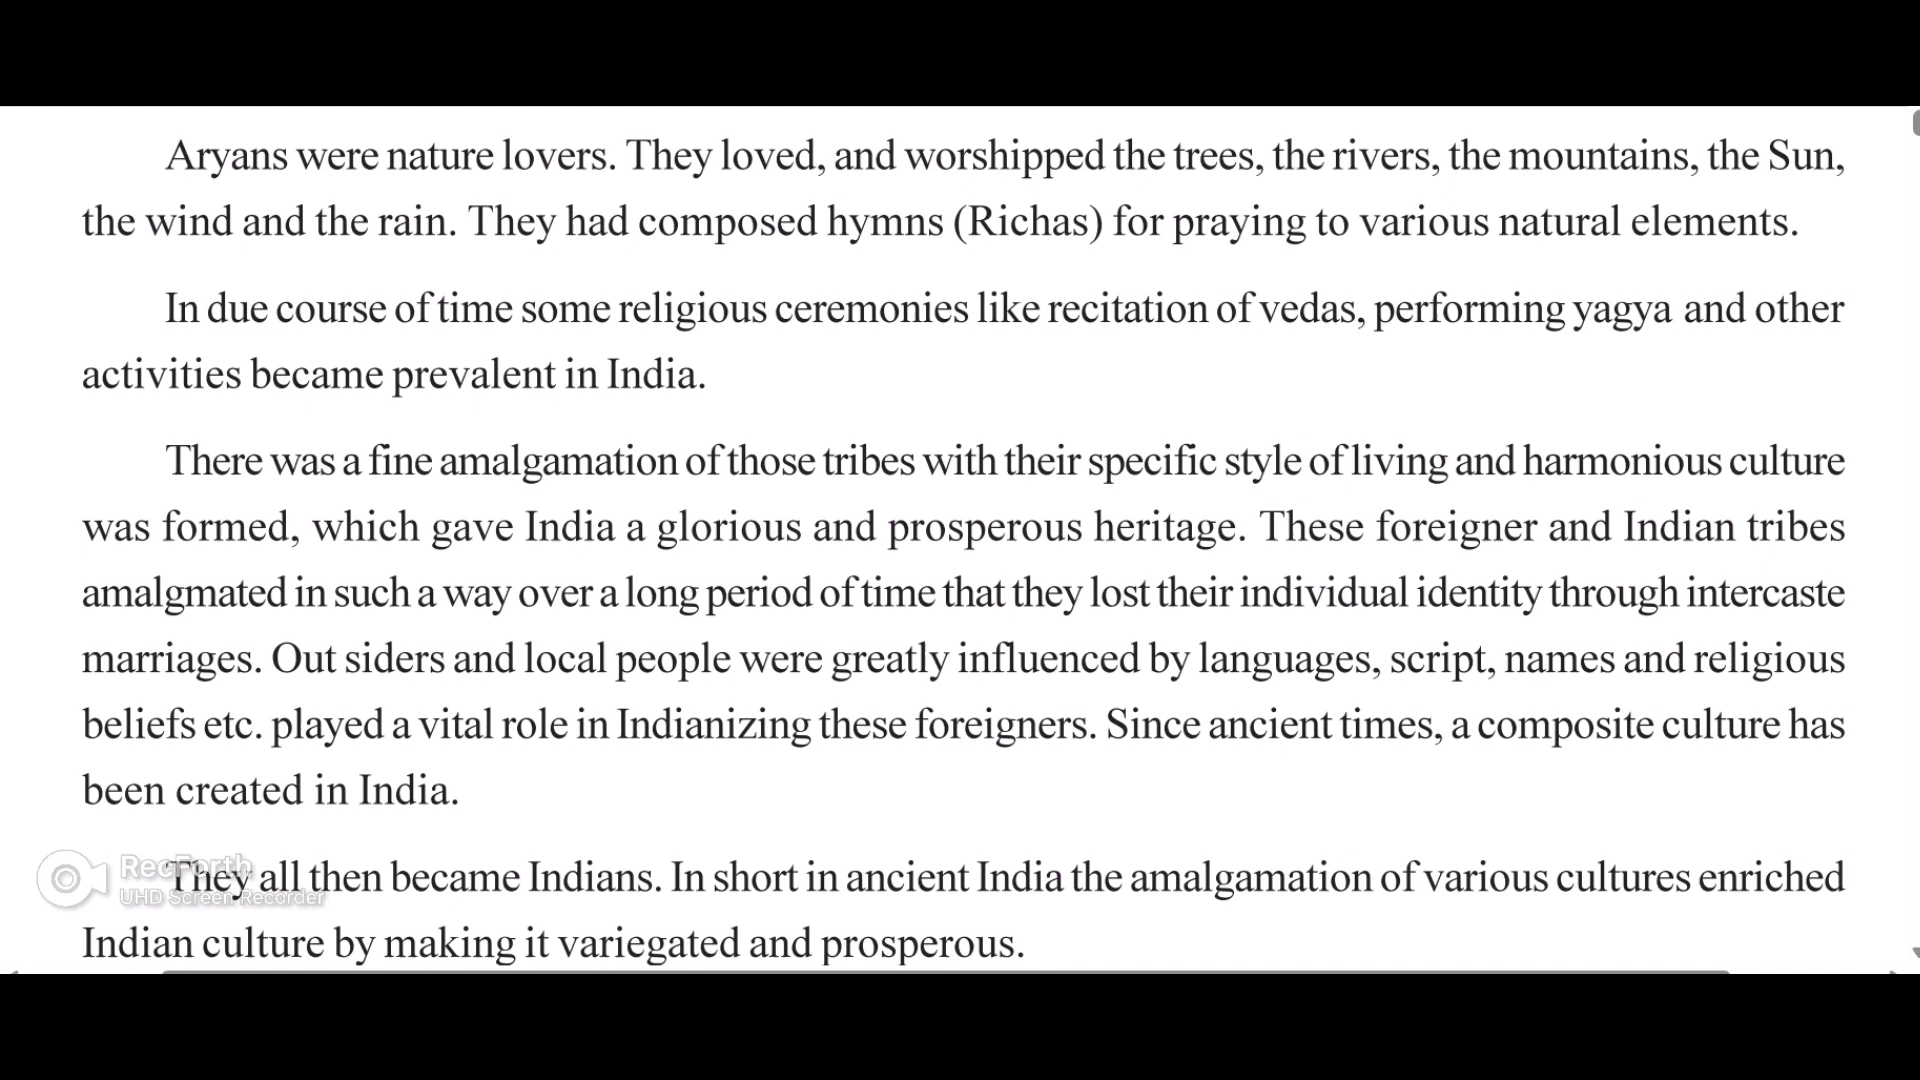 Aryans were nature lovers. They loved, and worshipped the trees, the rivers, the mountains, the Sun,
the wind and the rain. They had composed hymns (Richas) for praying to various natural elements.
In due course of time some religious ceremonies like recitation of vedas, performing yagya and other
activities became prevalent in India.
There was a fine amalgamation of those tribes with their specific style of living and harmonious culture
was formed, which gave India a glorious and prosperous heritage. These foreigner and Indian tribes
amalgmated in such a way over a long period of time that they lost their individual identity through intercaste
marriages. Out siders and local people were greatly influenced by languages, script, names and religious
beliefs etc. played a vital role in Indianizing these foreigners. Since ancient times, a composite culture has
been created in India.
They all then became Indians. In short in ancient India the amalgamation of various cultures enriched
RecForth
UHD Screen Recorder
Indian culture by making it variegated and prosperous.